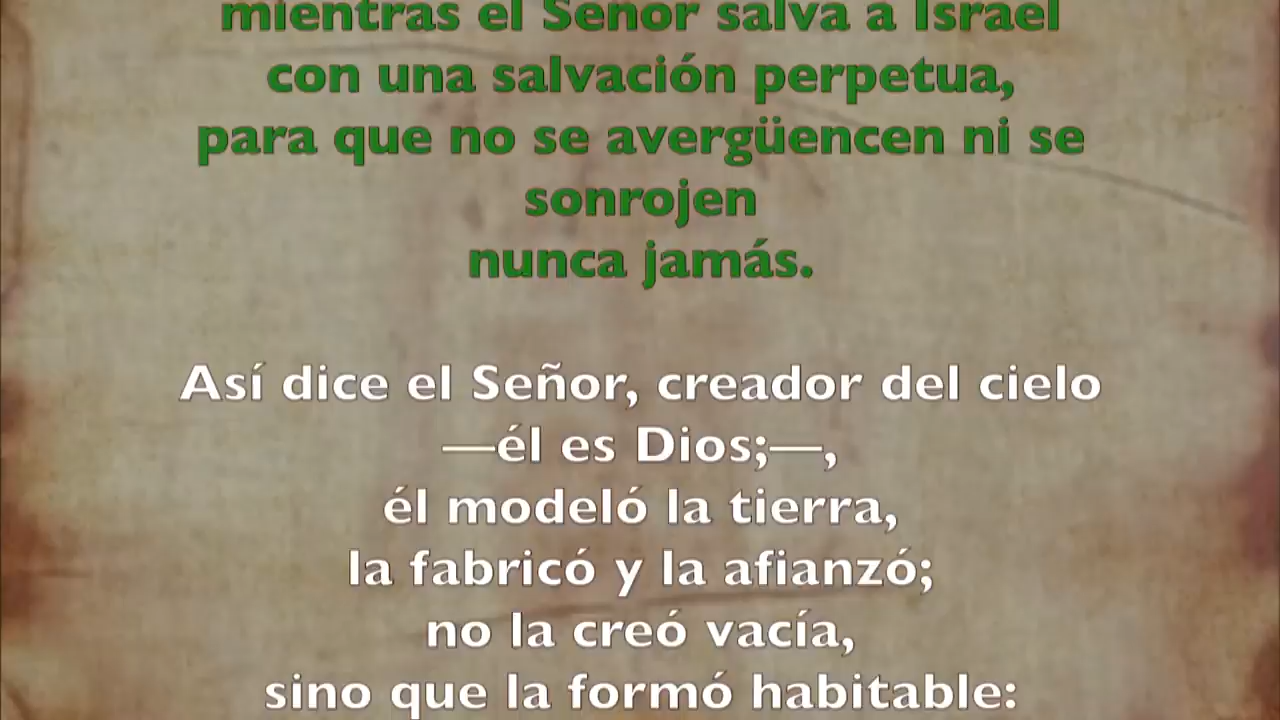 mientras el Señor salva a Israel
con una salvación perpetua,
para que no se avergüencen ni se
sonrojen
nunca jamás.
Así dice el Señor, creador del cielo
—él es Dios;—,
él modeló la tierra,
la fabricó y la afianzó;
no la creó vacía,
sino que la formó habitable: